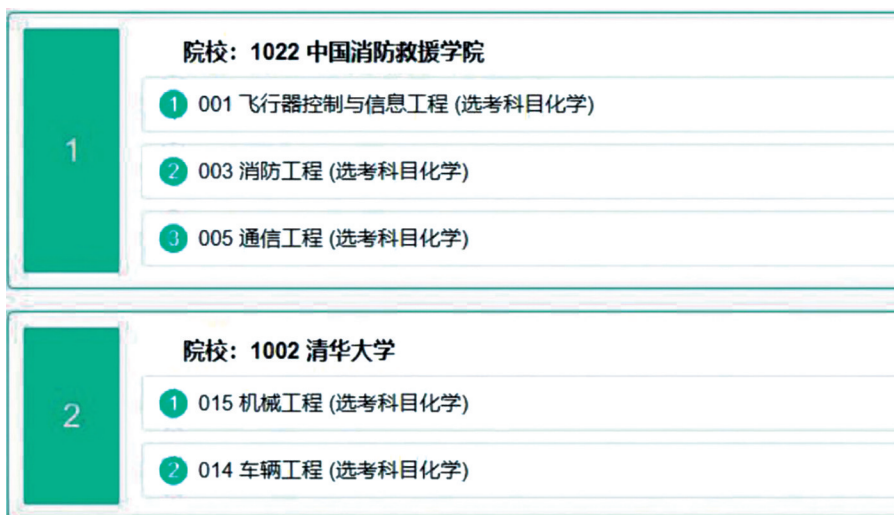 1
院校：1022 中国消防救援学院
1 001 飞行器控制与信息工程 (选考科目化学)
2 003 消防工程 (选考科目化学)
3 005 通信工程 (选考科目化学)
2
院校：1002 清华大学
1 015 机械工程 (选考科目化学)
2 014 车辆工程 (选考科目化学)